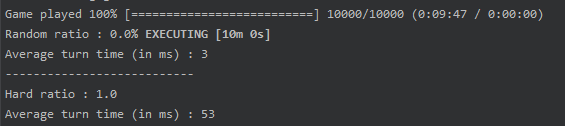 Game played 100% [===========================] 10000/10000 (0:09:47 / 0:00:00)
Random ratio : 0.0% EXECUTING [10m 0s]
Average turn time (in ms) : 3
---------------------------
Hard ratio : 1.0
Average turn time (in ms) : 53